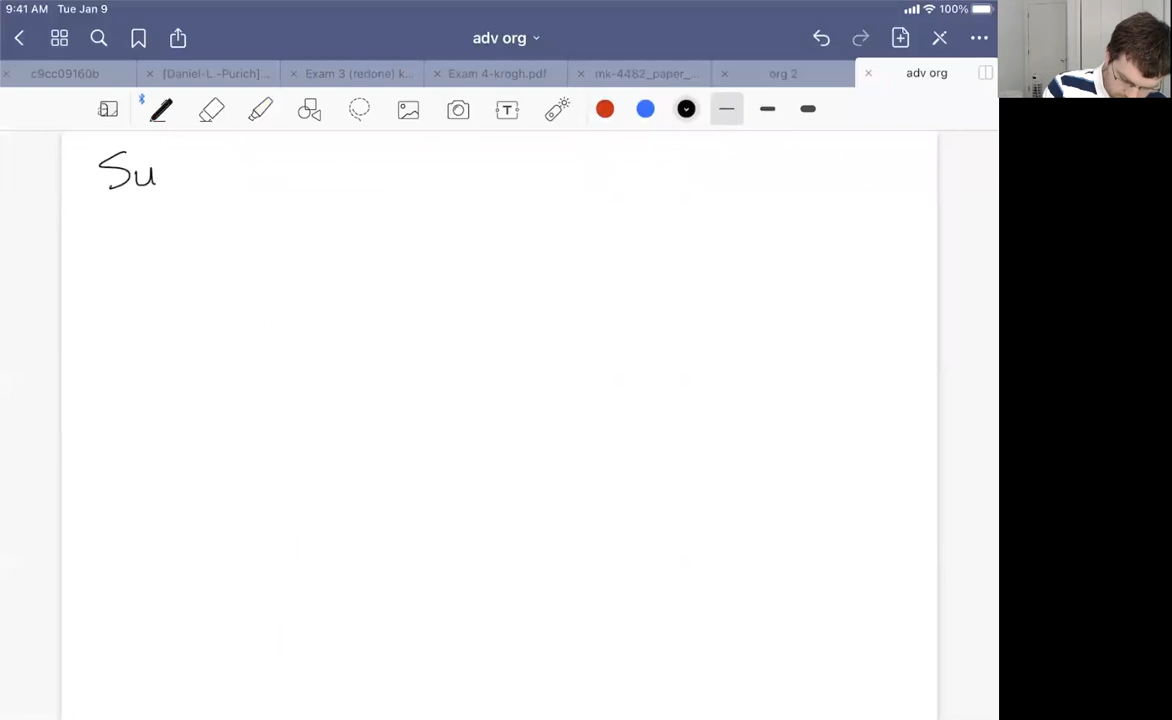 9:41 AM Tue Jan 9 100%
adv org
c9cc09160b [Daniel-L.-Purich]... Exam 3 (redone) k... Exam 4-krogh.pdf mk-4482_paper_... org 2 adv org
T
Su